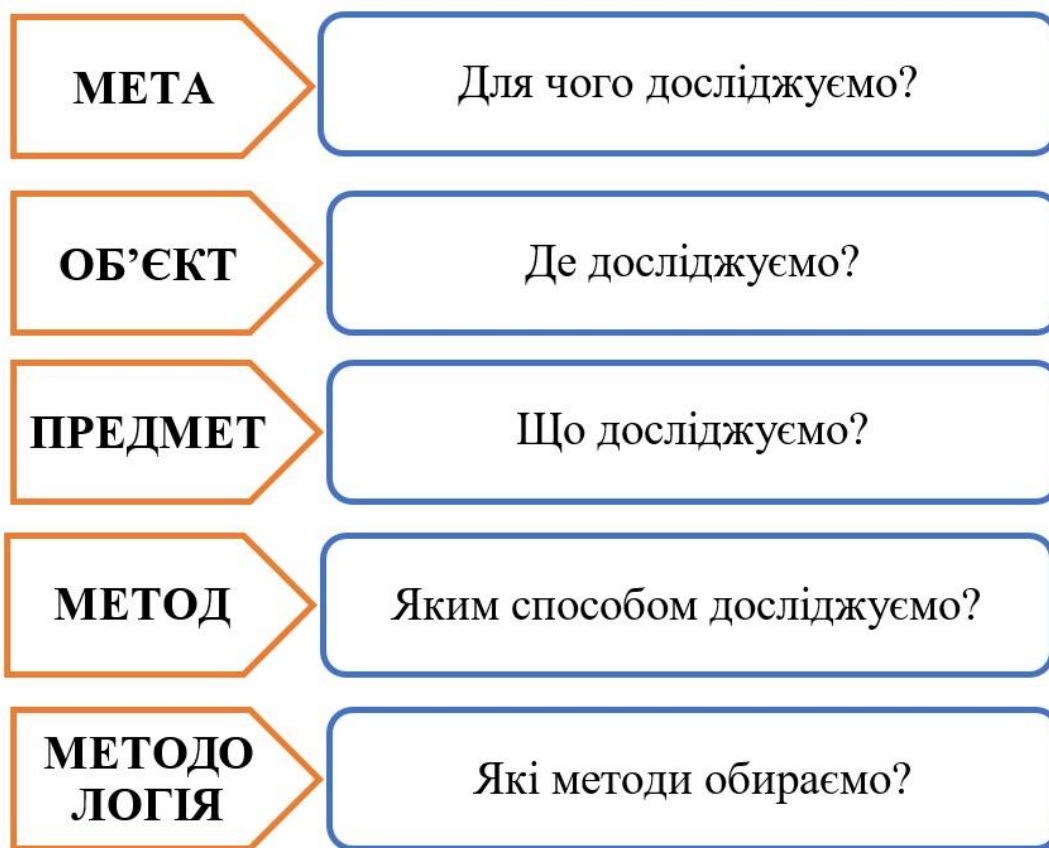 МЕТА
Для чого досліджуємо?
ОБ’ЄКТ
Де досліджуємо?
ПРЕДМЕТ
Що досліджуємо?
МЕТОД
Яким способом досліджуємо?
МЕТОДО
ЛОГІЯ
Які методи обираємо?